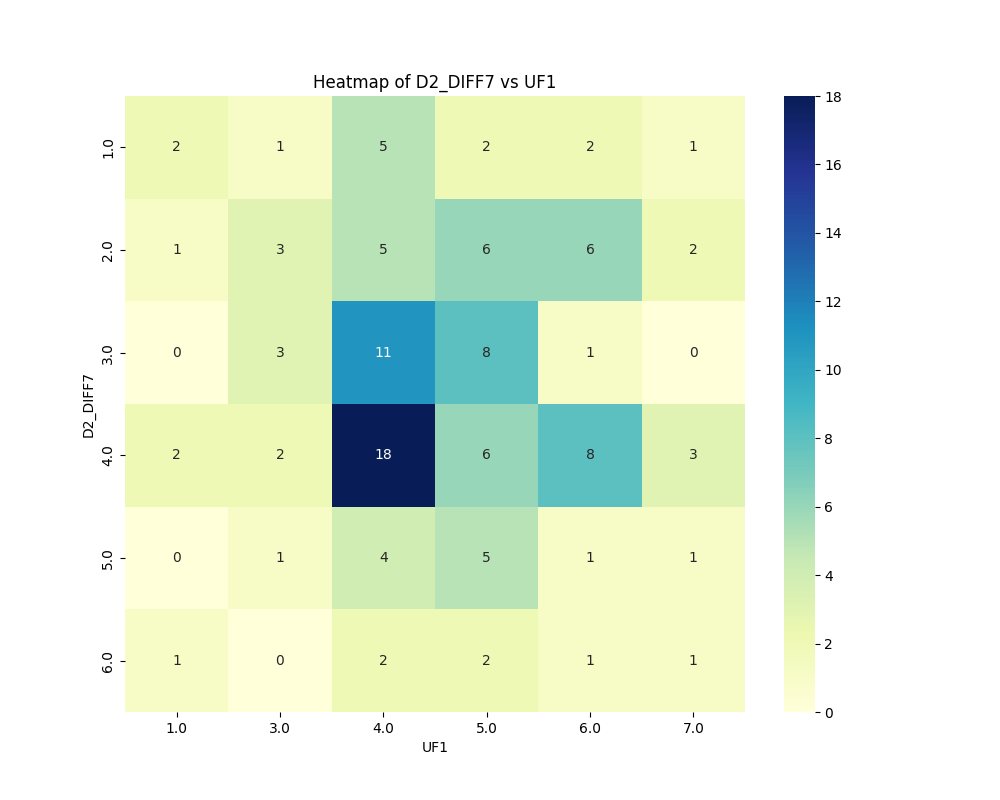 Heatmap of D2_DIFF7 vs UF1
D2_DIFF7
1.0 2 1 5 2 2 1
2.0 1 3 5 6 6 2
3.0 0 3 11 8 1 0
4.0 2 2 18 6 8 3
5.0 0 1 4 5 1 1
6.0 1 0 2 2 1 1
1.0 3.0 4.0 5.0 6.0 7.0
UF1
18
16
14
12
10
8
6
4
2
0